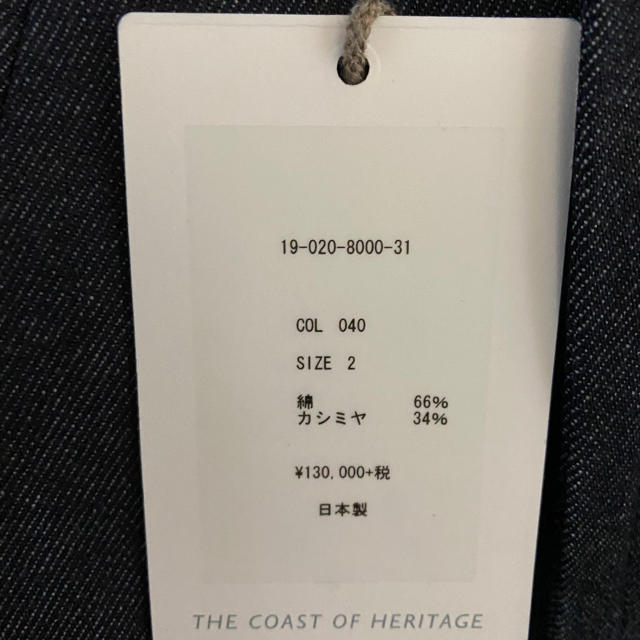 19-020-8000-31
COL 040
SIZE 2
綿 66%
カシミヤ 34%
¥130,000+税
日本製
THE COAST OF HERITAGE